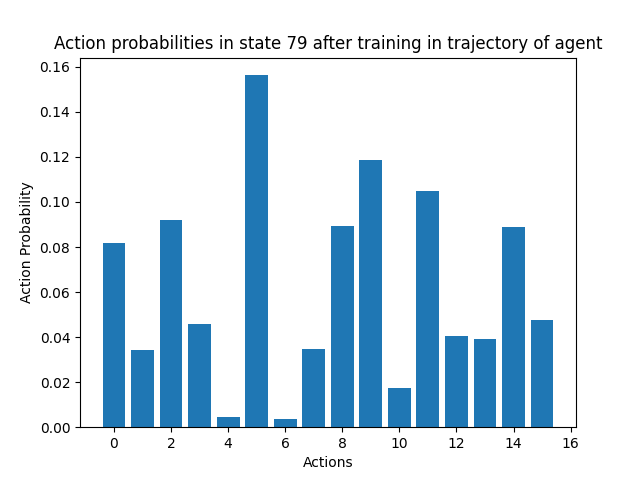 Action probabilities in state 79 after training in trajectory of agent
0.16
0.14
0.12
0.10
0.08
0.06
0.04
0.02
0.00
Action Probability
0 2 4 6 8 10 12 14 16
Actions